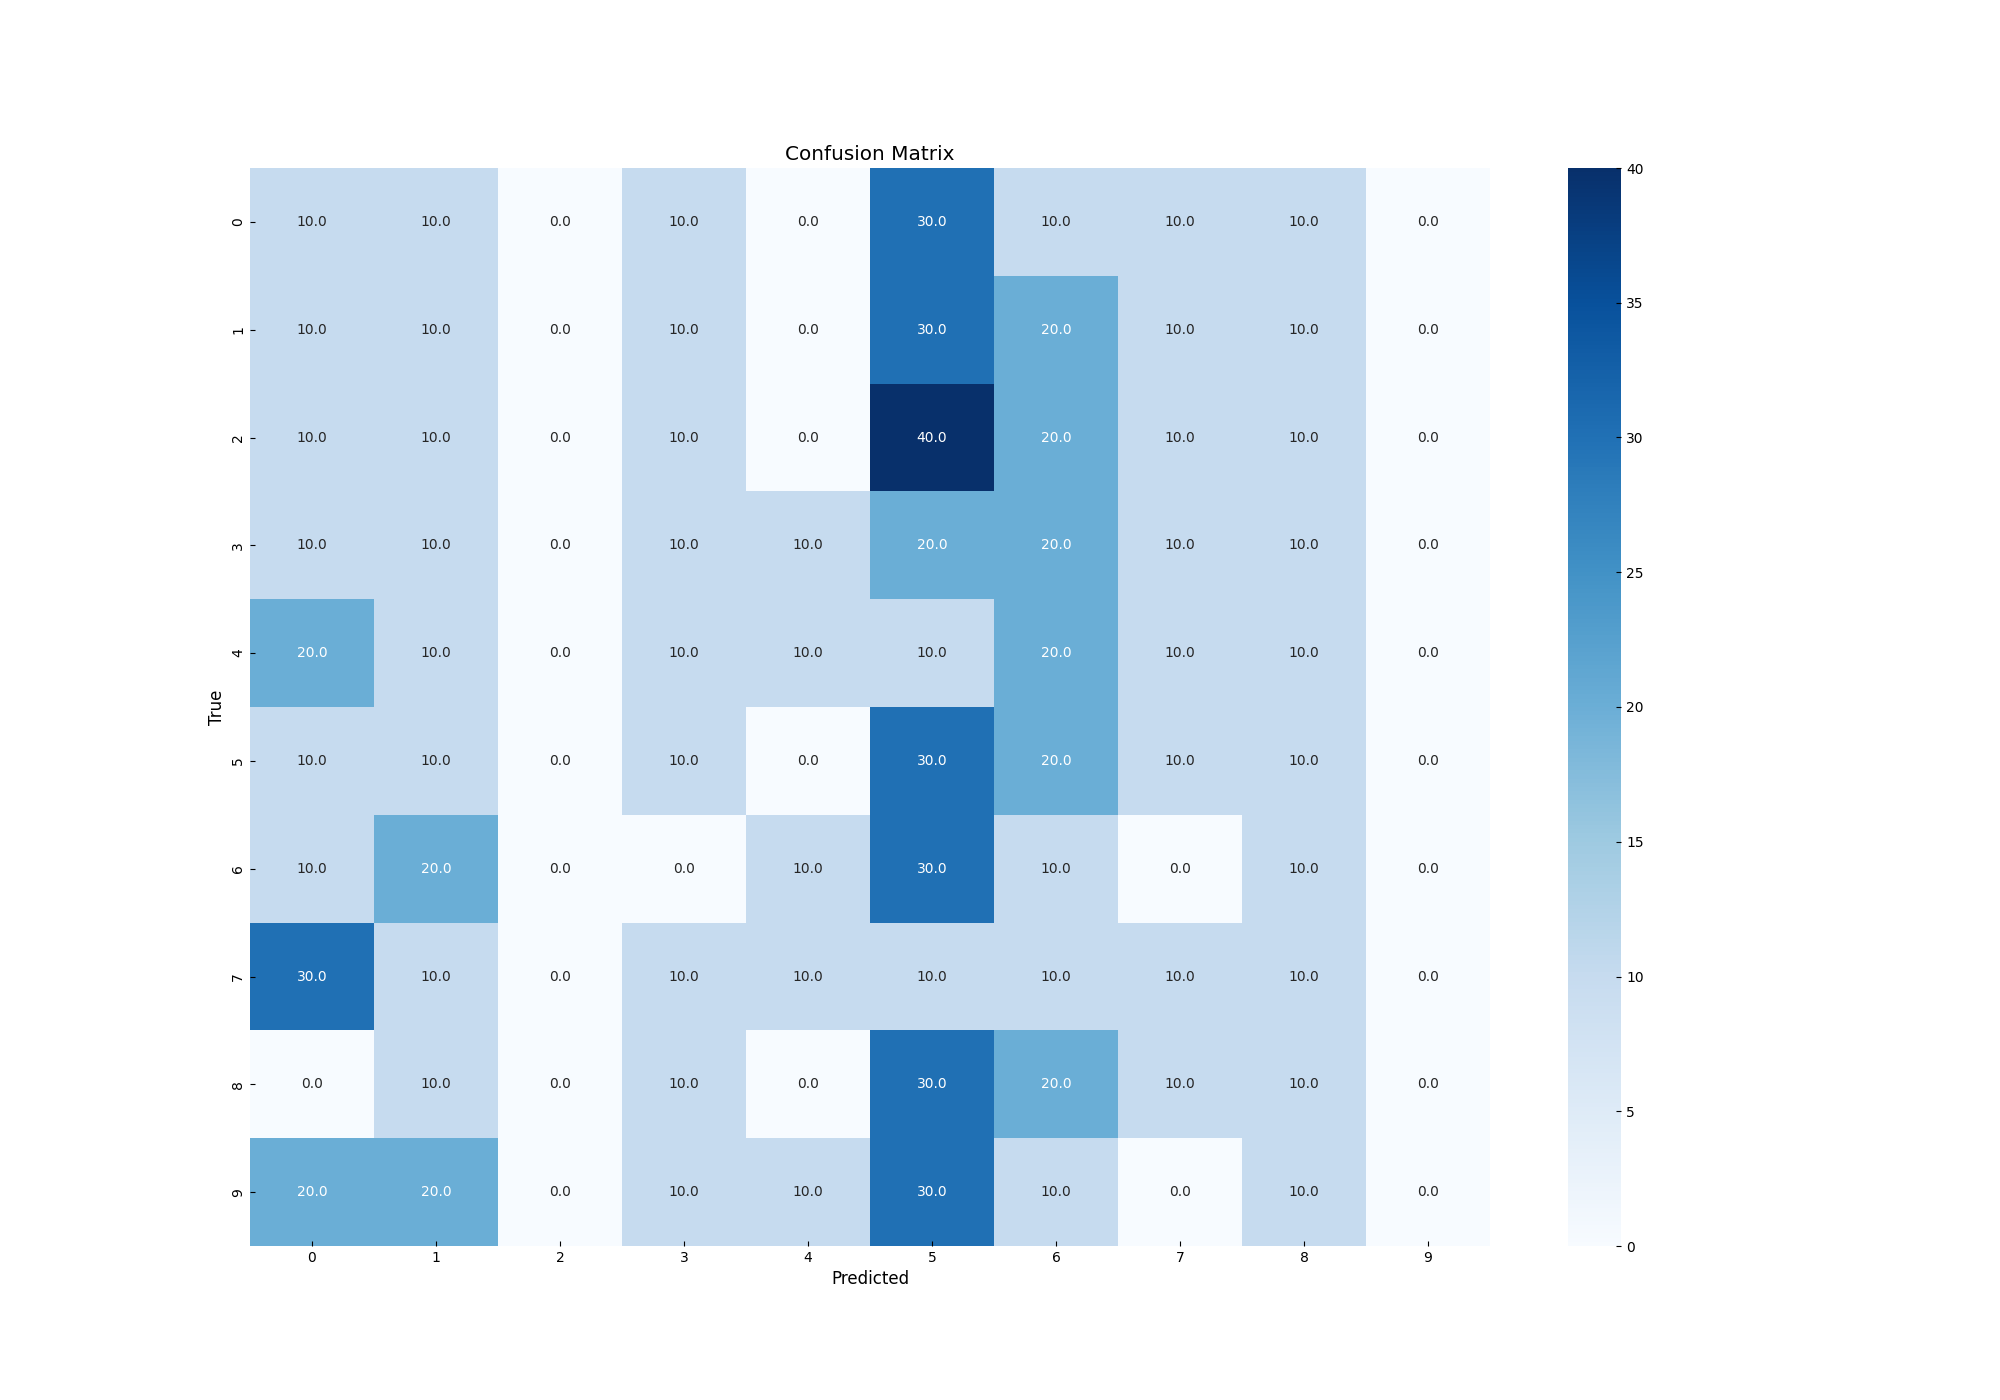 Confusion Matrix
0 10.0 10.0 0.0 10.0 0.0 30.0 10.0 10.0 10.0 0.0
1 10.0 10.0 0.0 10.0 0.0 30.0 20.0 10.0 10.0 0.0
2 10.0 10.0 0.0 10.0 0.0 40.0 20.0 10.0 10.0 0.0
3 10.0 10.0 0.0 10.0 10.0 20.0 20.0 10.0 10.0 0.0
4 20.0 10.0 0.0 10.0 10.0 10.0 20.0 10.0 10.0 0.0
True
5 10.0 10.0 0.0 10.0 0.0 30.0 20.0 10.0 10.0 0.0
6 10.0 20.0 0.0 0.0 10.0 30.0 10.0 0.0 10.0 0.0
7 30.0 10.0 0.0 10.0 10.0 10.0 10.0 10.0 10.0 0.0
8 0.0 10.0 0.0 10.0 0.0 30.0 20.0 10.0 10.0 0.0
9 20.0 20.0 0.0 10.0 10.0 30.0 10.0 0.0 10.0 0.0
0 1 2 3 4 5 6 7 8 9
Predicted
40
35
30
25
20
15
10
5
0